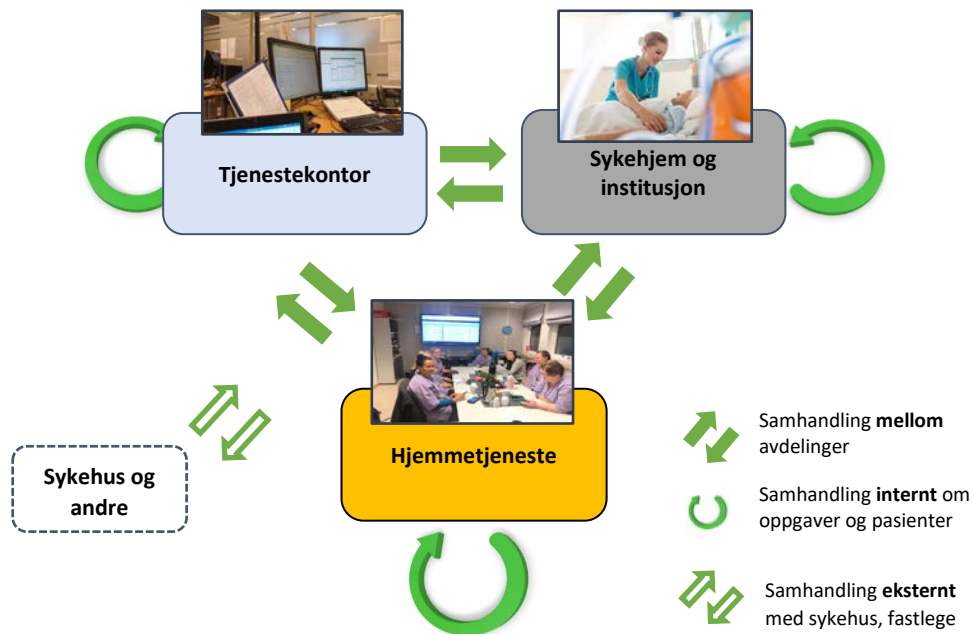 Tjenestekontor
Sykehjem og
institusjon
Hjemmetjeneste
Sykehus og
andre
Samhandling mellom
avdelinger
Samhandling internt om
oppgaver og pasienter
Samhandling eksternt
med sykehus, fastlege